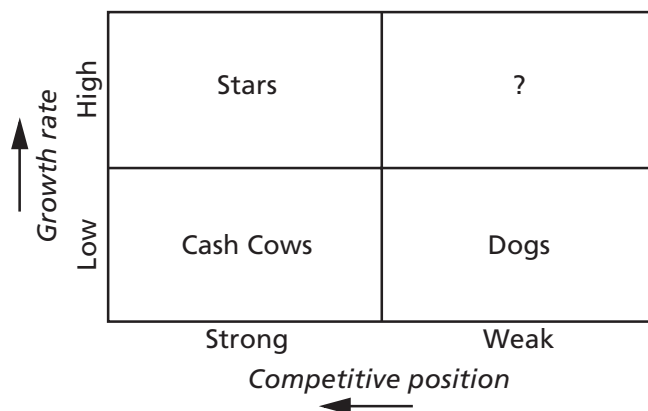 High
Stars
?
Growth rate
Low
Cash Cows
Dogs
Strong
Weak
Competitive position